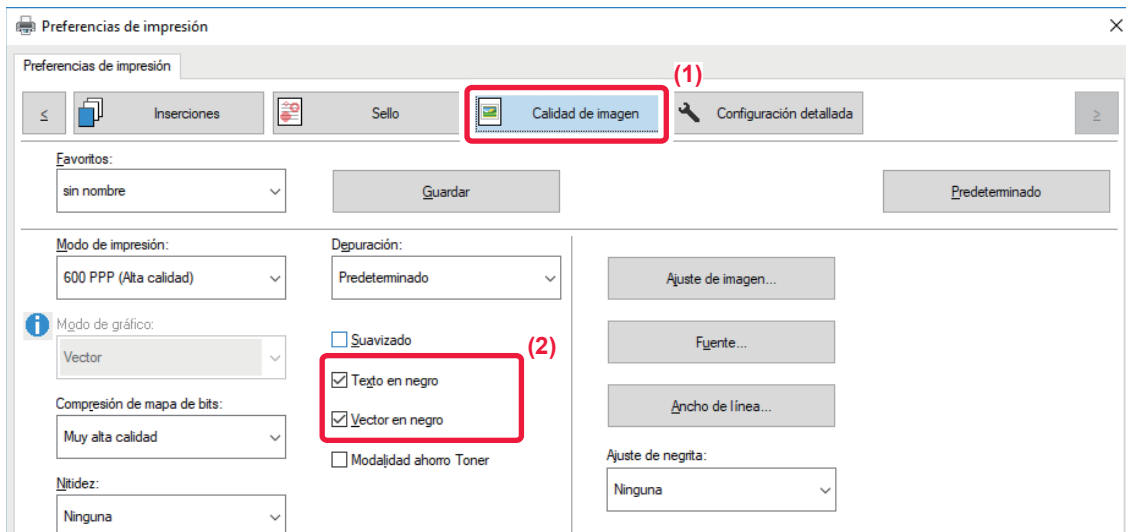 Preferencias de impresión
Preferencias de impresión
(1)
< Inserciones Sello Calidad de imagen Configuración detallada >
Favoritos:
sin nombre Guardar Predeterminado
Modo de impresión: Depuración:
600 PPP (Alta calidad) Predeterminado Ajuste de imagen...
Modo de gráfico: Suavizado (2) Fuente...
Vector
Texto en negro
Compresión de mapa de bits: Vector en negro Ancho de línea...
Muy alta calidad
Modalidad ahorro Toner Ajuste de negrita:
Nitidez:
Ninguna Ninguna